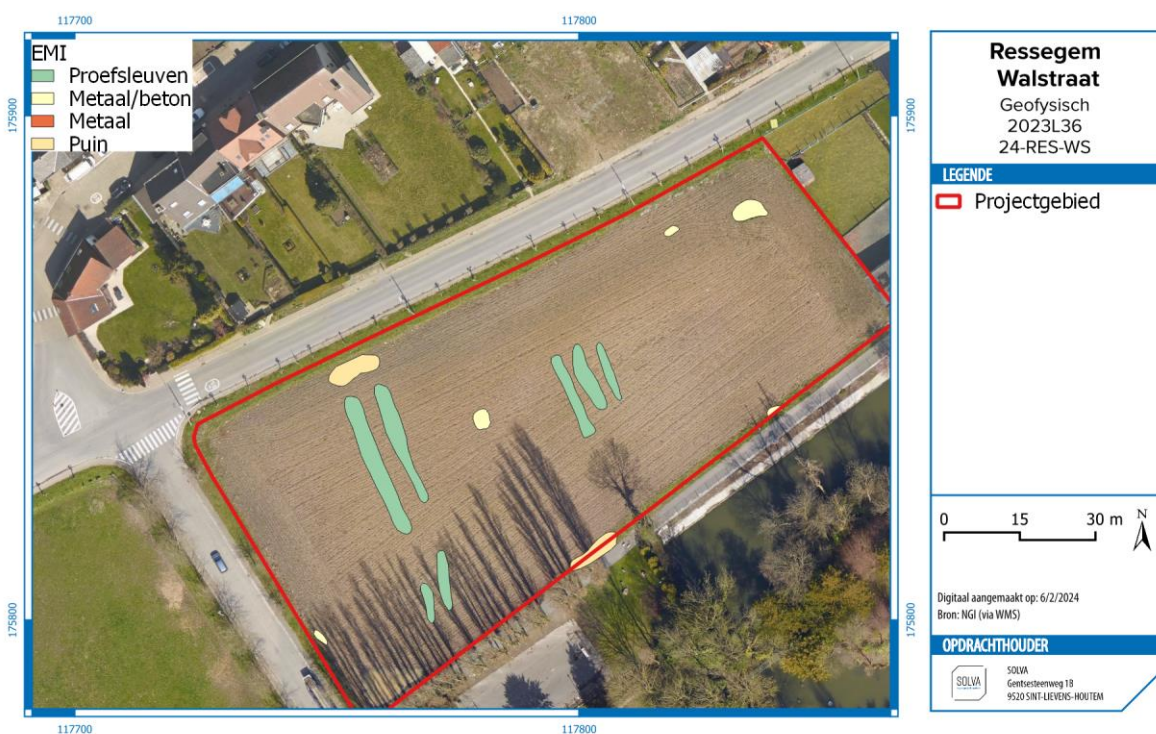 117700
117800
EMI
Proefsleuven
Metaal/beton
Metaal
Puin
175900
175900
175800
175800
117700
117800
Ressegem
Walstraat
Geofysisch
2023L36
24-RES-WS
LEGENDE
Projectgebied
0 15 30 m
N
Digitaal aangemaakt op: 6/2/2024
Bron: NGI (via WMS)
OPDRACHTHOUDER
SOLVA
SOLVA
Gentsesteenweg 1B
9520 SINT-LIEVENS-HOUTEM